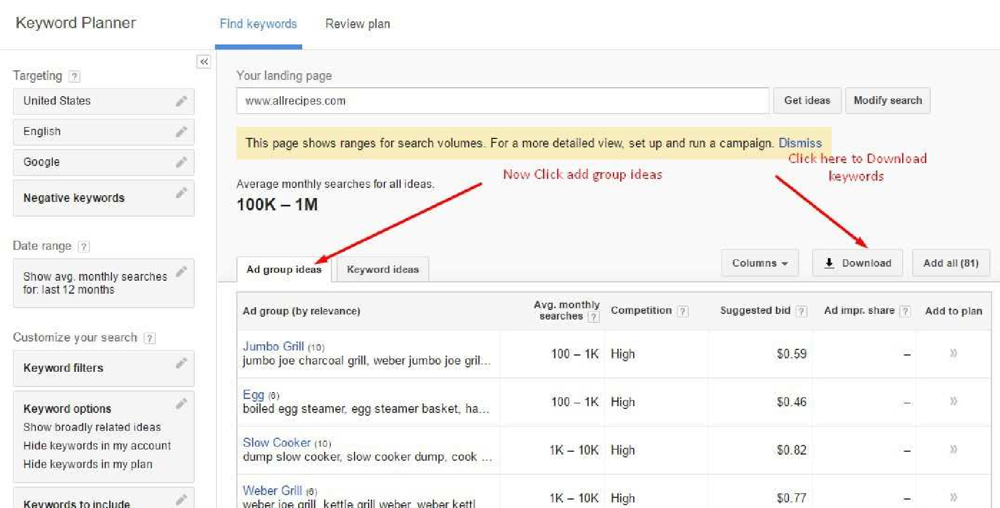 Keyword Planner
Find keywords
Review plan
«
Targeting ?
United States
English
Google
Negative keywords
Date range ?
Show avg. monthly searches
for: last 12 months
Customize your search ?
Keyword filters
Keyword options
Show broadly related ideas
Hide keywords in my account
Hide keywords in my plan
Keywords to include
Your landing page
www.allrecipes.com
Get ideas
Modify search
This page shows ranges for search volumes. For a more detailed view, set up and run a campaign. Dismiss
Click here to Download
keywords
Now Click add group ideas
Average monthly searches for all ideas.
100K – 1M
Ad group ideas
Keyword ideas
Columns
Download
Add all (81)
Ad group (by relevance)
Avg. monthly
searches ?
Competition ?
Suggested bid ?
Ad impr. share ?
Add to plan
Jumbo Grill (10)
jumbo joe charcoal grill, weber jumbo joe gril...
100 – 1K High $0.59 – »
Egg (6)
boiled egg steamer, egg steamer basket, ha...
100 – 1K High $0.46 – »
Slow Cooker (10)
dump slow cooker, slow cooker dump, cook ...
1K – 10K High $0.82 – »
Weber Grill (6)
weber joe grill, kettle grill weber, weber kettl
1K – 10K High $0.77 – »